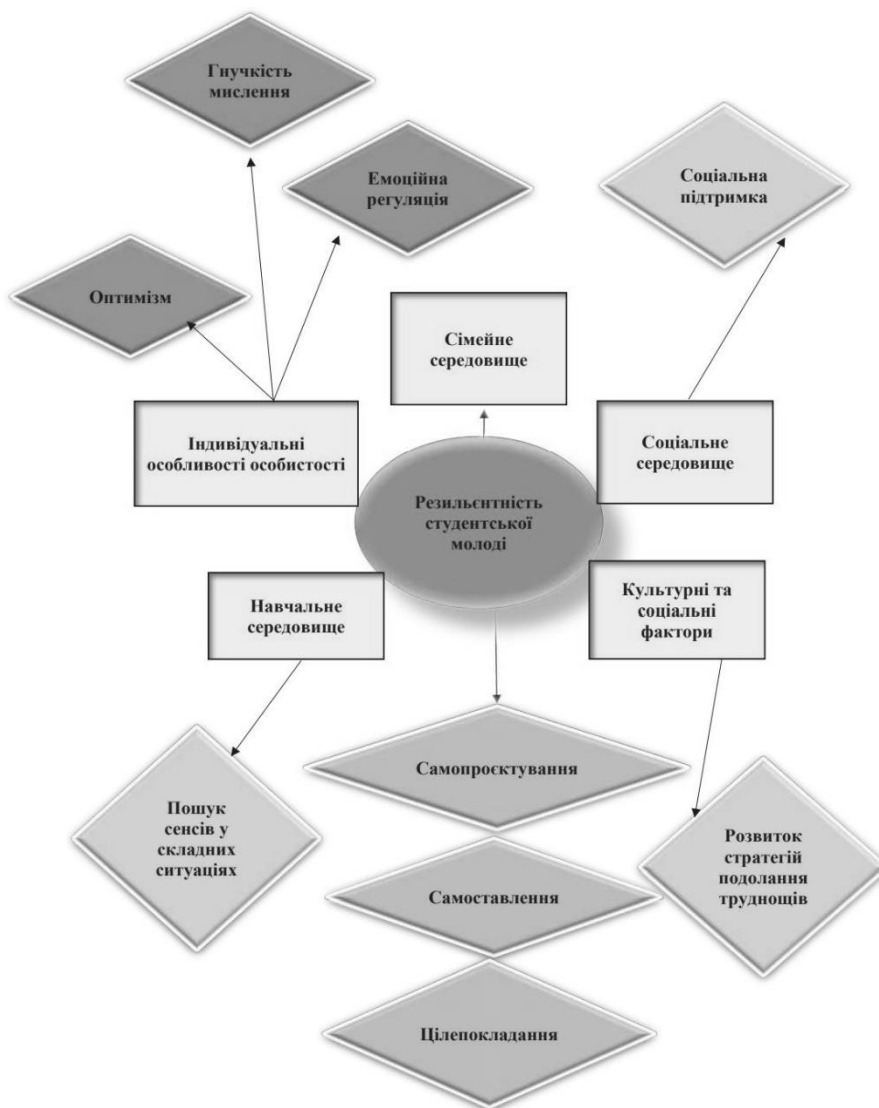 Гнучкість
мислення
Емоційна
регуляція
Соціальна
підтримка
Оптимізм
Сімейне
середовище
Індивідуальні
особливості особистості
Соціальне
середовище
Резильєнтність
студентської
молоді
Навчальне
середовище
Культурні та
соціальні
фактори
Самопроєктування
Пошук
сенсів у
складних
ситуаціях
Розвиток
стратегій
подолання
труднощів
Самоставлення
Цілепокладання